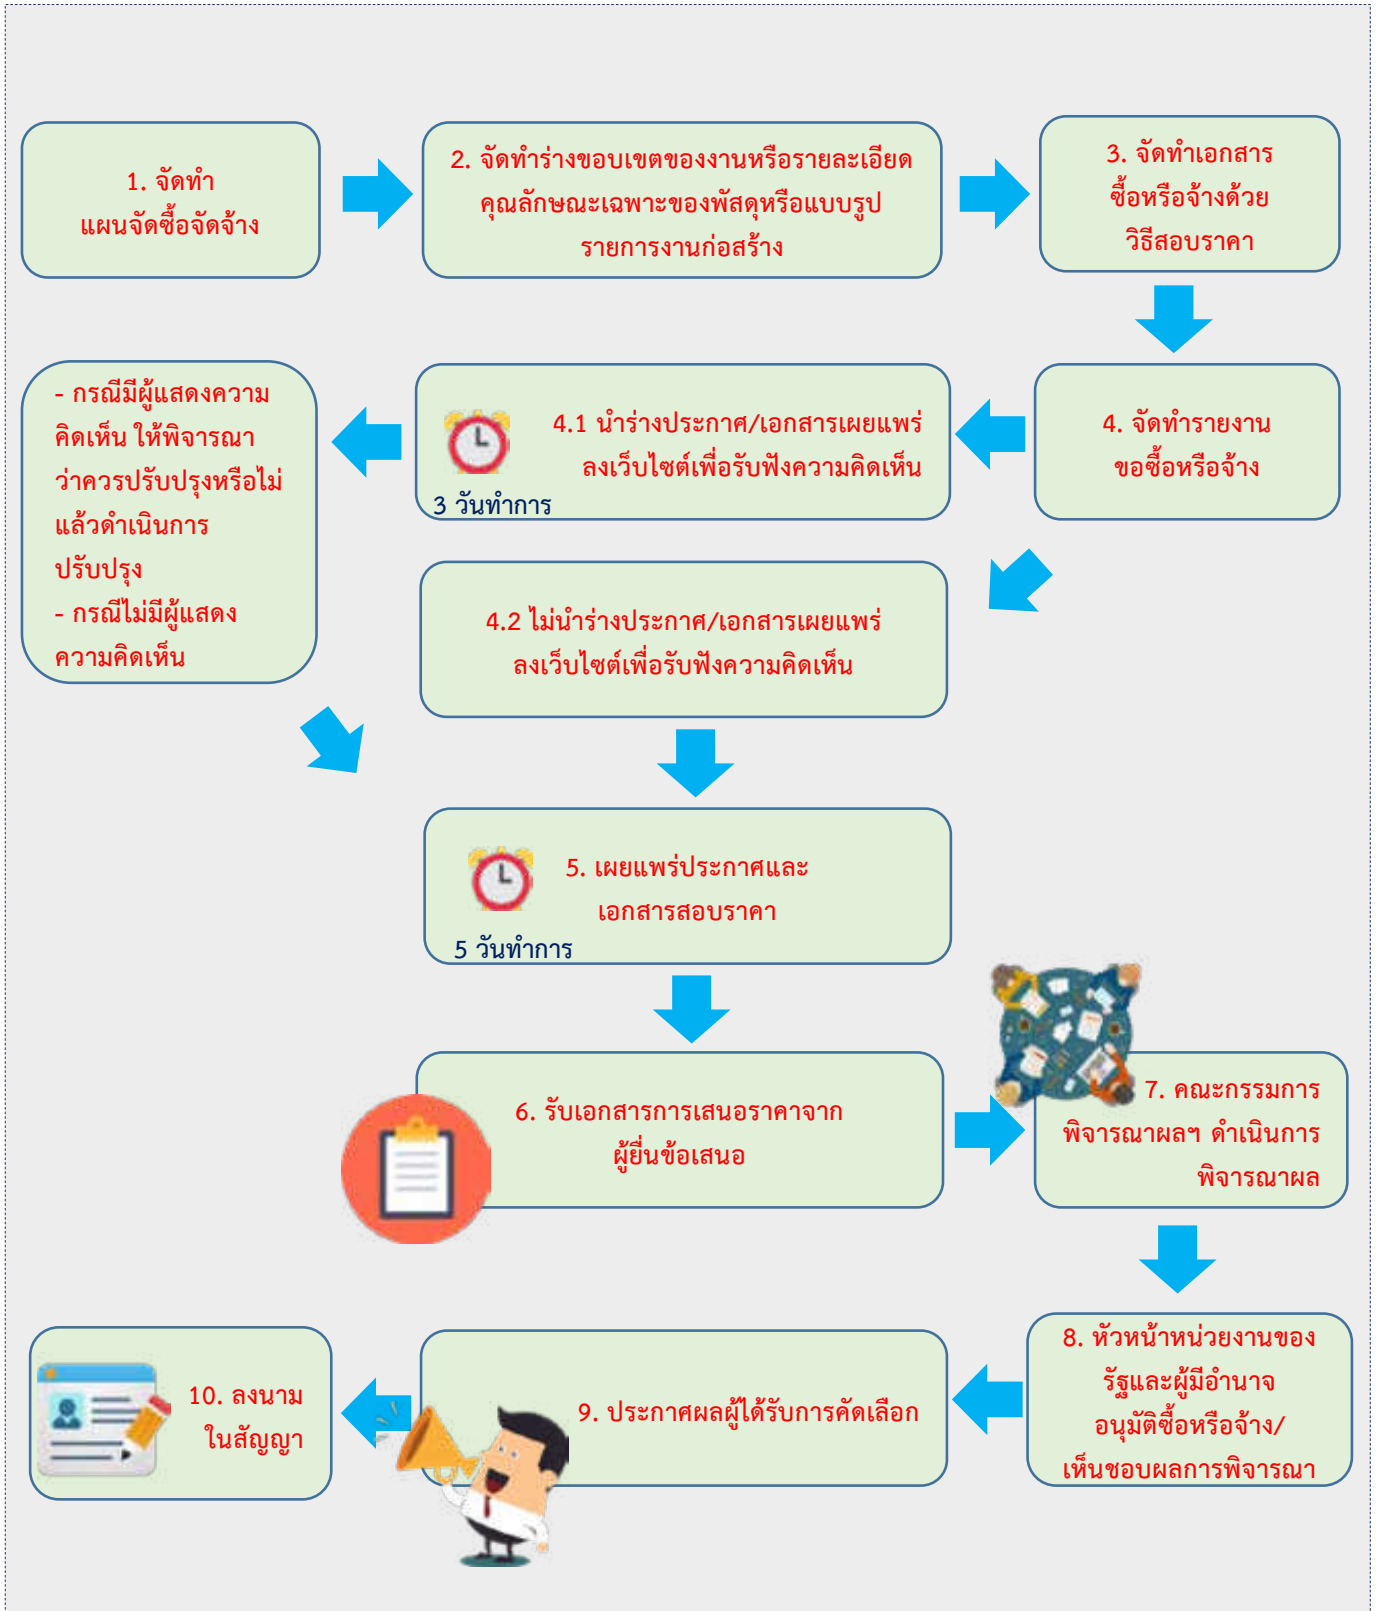 1. จัดทำ
แผนจัดซื้อจัดจ้าง
2. จัดทำร่างขอบเขตของงานหรือรายละเอียด
คุณลักษณะเฉพาะของพัสดุหรือแบบรูป
รายการงานก่อสร้าง
3. จัดทำเอกสาร
ซื้อหรือจ้างด้วย
วิธีสอบราคา
4. จัดทำรายงาน
ขอซื้อหรือจ้าง
4.1 นำร่างประกาศ/เอกสารเผยแพร่
ลงเว็บไซต์เพื่อรับฟังความคิดเห็น
3 วันทำการ
- กรณีมีผู้แสดงความ
คิดเห็น ให้พิจารณา
ว่าควรปรับปรุงหรือไม่
แล้วดำเนินการ
ปรับปรุง
- กรณีไม่มีผู้แสดง
ความคิดเห็น
4.2 ไม่นำร่างประกาศ/เอกสารเผยแพร่
ลงเว็บไซต์เพื่อรับฟังความคิดเห็น
5. เผยแพร่ประกาศและ
เอกสารสอบราคา
5 วันทำการ
6. รับเอกสารการเสนอราคาจาก
ผู้ยื่นข้อเสนอ
7. คณะกรรมการ
พิจารณาผลฯ ดำเนินการ
พิจารณาผล
8. หัวหน้าหน่วยงานของ
รัฐและผู้มีอำนาจ
อนุมัติซื้อหรือจ้าง/
เห็นชอบผลการพิจารณา
9. ประกาศผลผู้ได้รับการคัดเลือก
10. ลงนาม
ในสัญญา